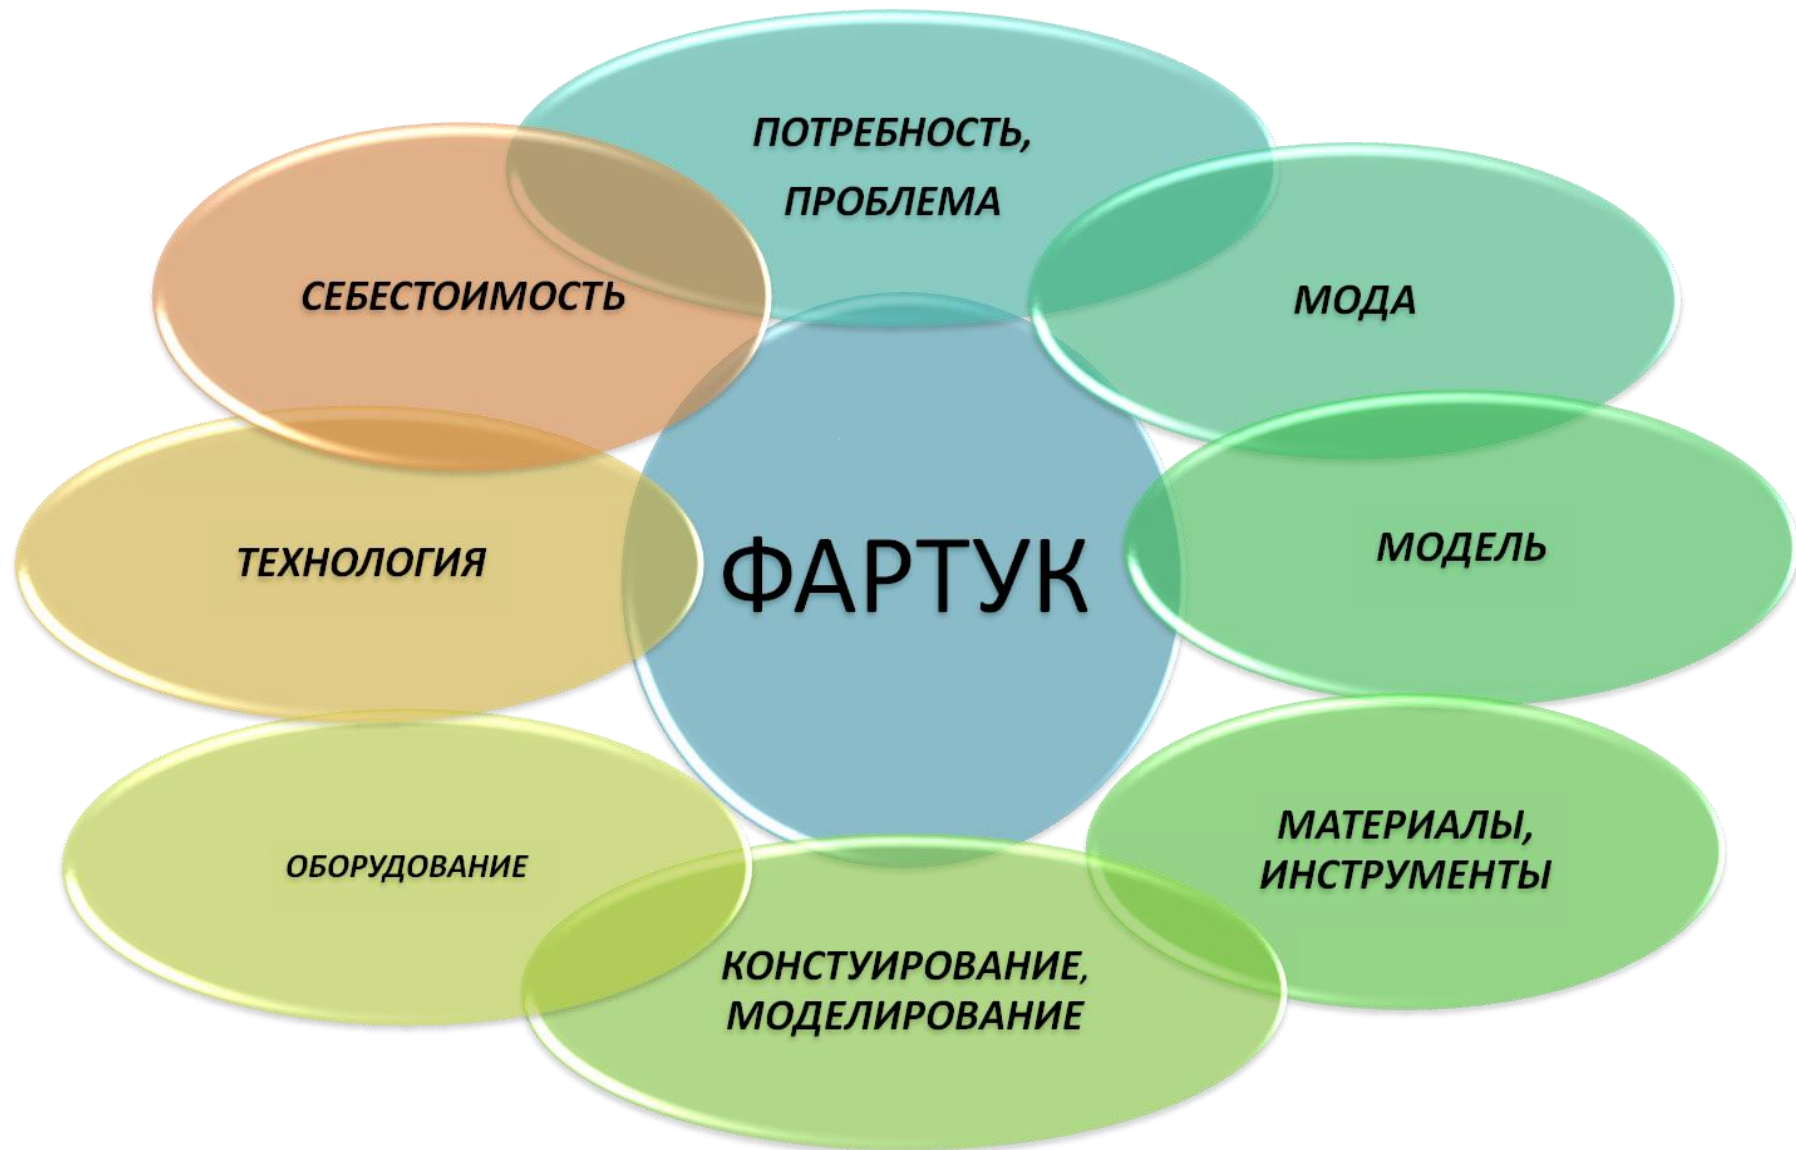 ПОТРЕБНОСТЬ,
ПРОБЛЕМА
МОДА
МОДЕЛЬ
МАТЕРИАЛЫ,
ИНСТРУМЕНТЫ
КОНСТУИРОВАНИЕ,
МОДЕЛИРОВАНИЕ
ОБОРУДОВАНИЕ
ТЕХНОЛОГИЯ
СЕБЕСТОИМОСТЬ
ФАРТУК